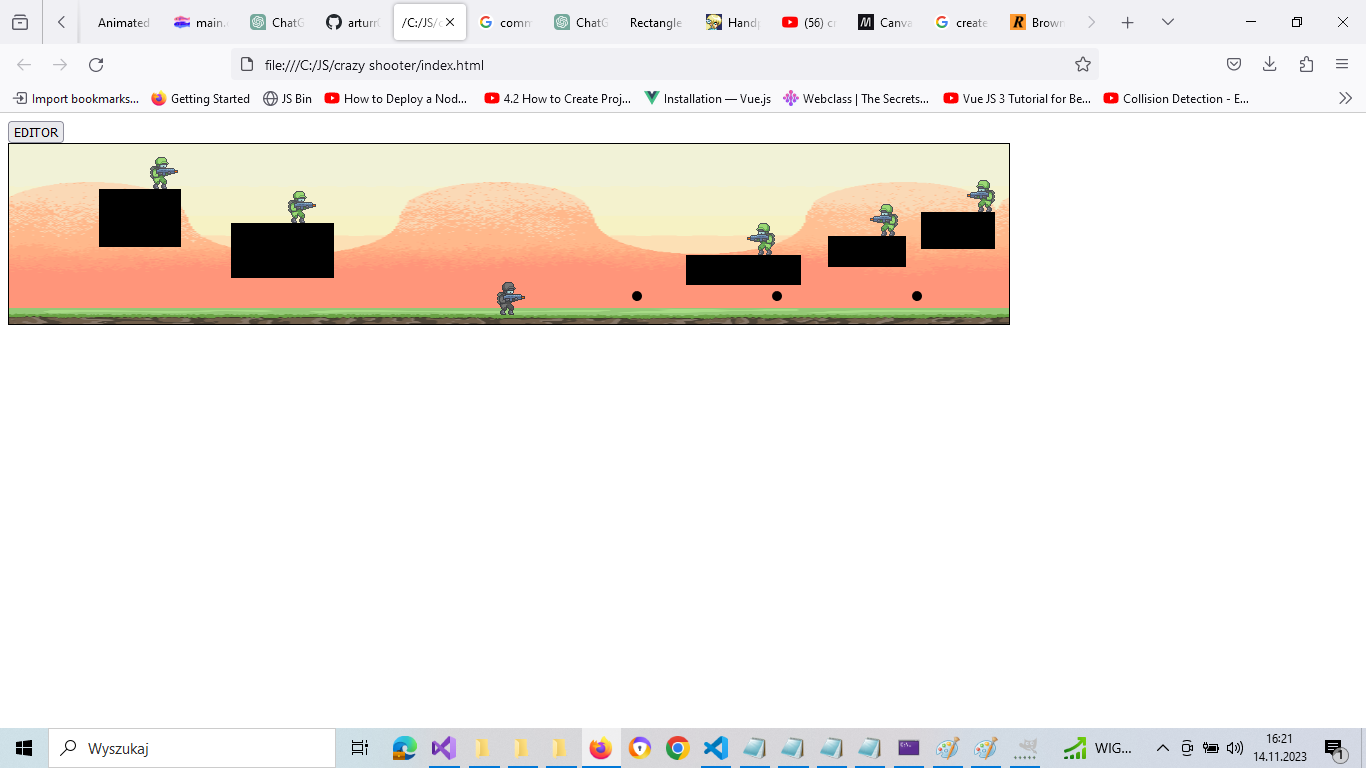 Animated
main.
ChatG
arturr
/C:/JS/c
comm
ChatG
Rectangle
Handp
(56) c
Canva
create
Brown
file:///C:/JS/crazy shooter/index.html
Import bookmarks...
Getting Started
JS Bin
How to Deploy a Nod...
4.2 How to Create Proj...
Installation — Vue.js
Webclass | The Secrets...
Vue JS 3 Tutorial for Be...
Collision Detection - E...
EDITOR
Wyszukaj
WIG...
16:21
14.11.2023
1